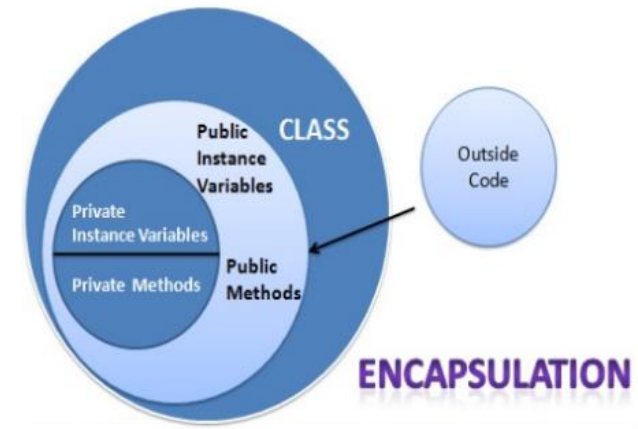 CLASS
Public
Instance
Variables
Private
Instance Variables
Private Methods
Public
Methods
Outside
Code
ENCAPSULATION